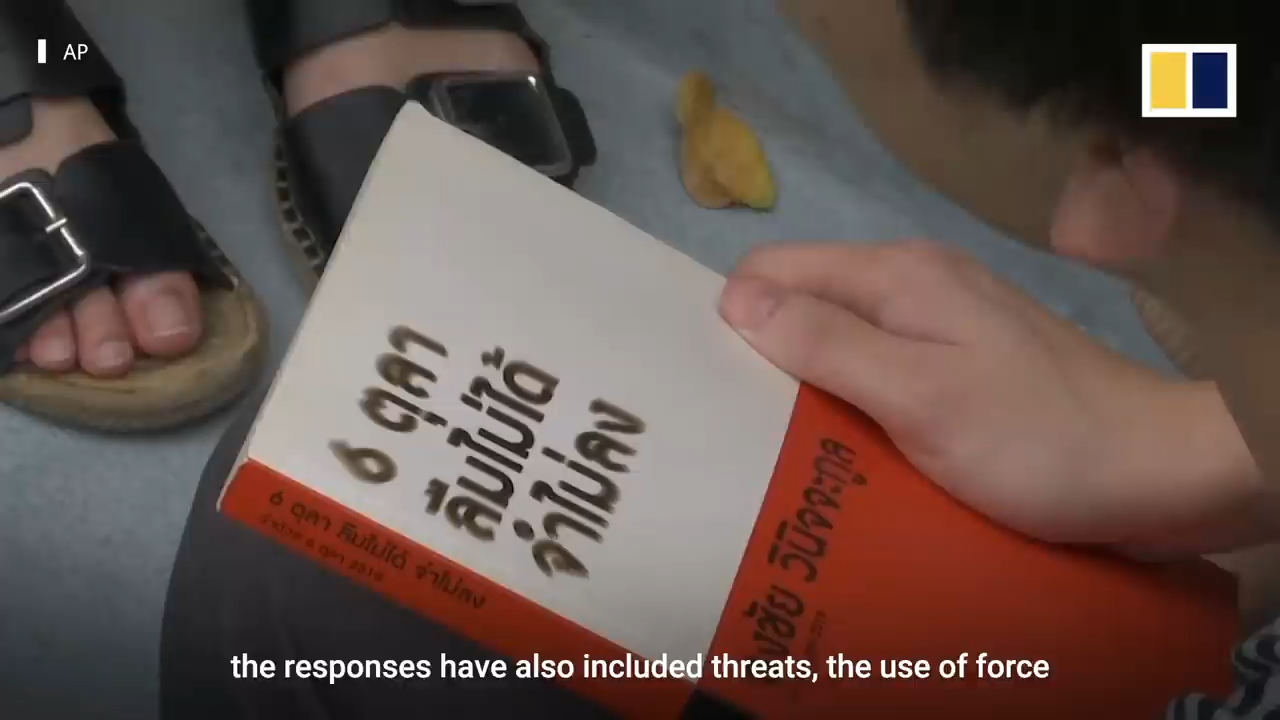 AP
6 ตุลา
ลืมไม่ได้
จำไม่ลง
6 ตุลา ลืมไม่ได้ จำไม่ลง
วินิจจะกูล
the responses have also included threats, the use of force